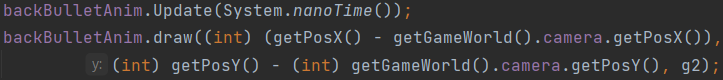 backBulletAnim.Update(System.nanoTime());
backBulletAnim.draw((int) (getPosX() - getGameWorld().camera.getPosX()),
y: (int) getPosY() - (int) getGameWorld().camera.getPosY(), g2);